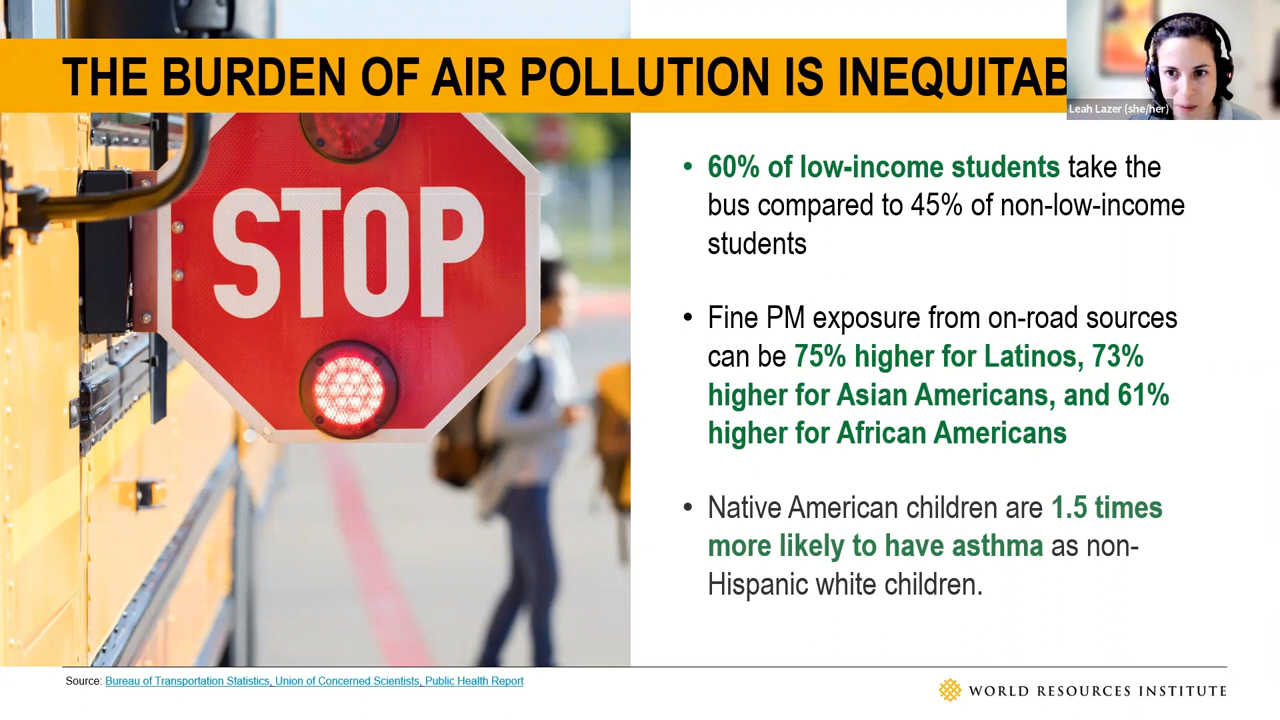 THE BURDEN OF AIR POLLUTION IS INEQUITAB
Leah Lazer (she/her)
STOP
• 60% of low-income students take the
bus compared to 45% of non-low-income
students
• Fine PM exposure from on-road sources
can be 75% higher for Latinos, 73%
higher for Asian Americans, and 61%
higher for African Americans
• Native American children are 1.5 times
more likely to have asthma as non-
Hispanic white children.
Source: Bureau of Transportation Statistics, Union of Concerned Scientists, Public Health Report
WORLD RESOURCES INSTITUTE